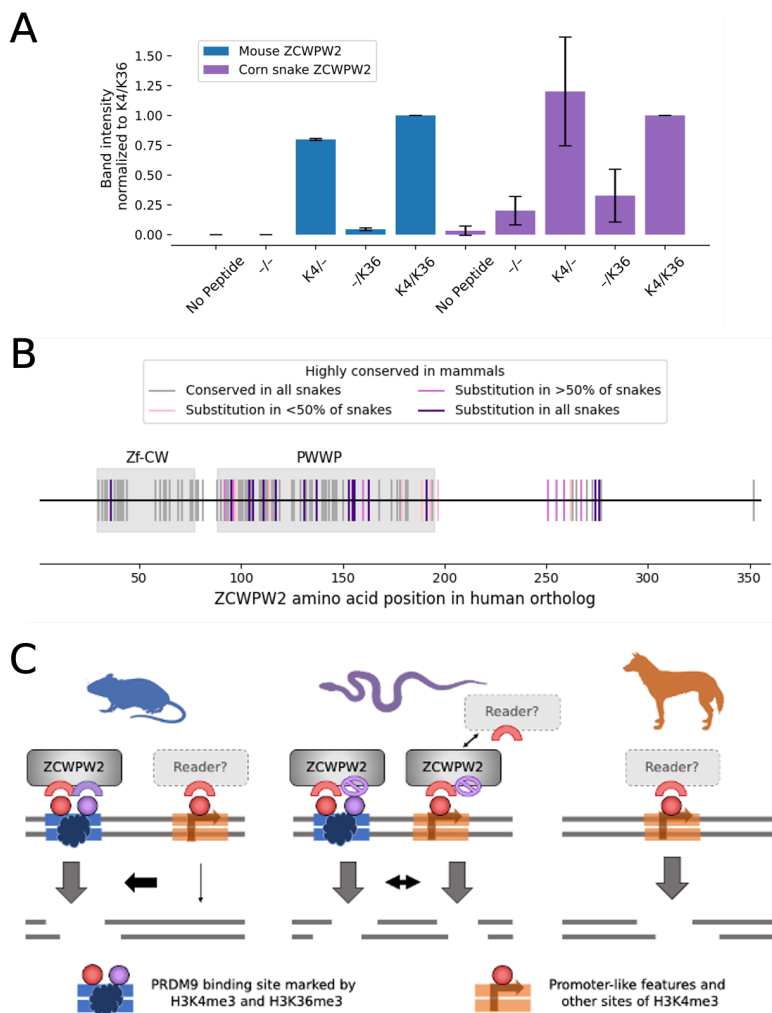 A
Band intensity
normalized to K4/K36
1.50
1.25
1.00
0.75
0.50
0.25
0.00
Mouse ZCWPW2
Corn snake ZCWPW2
No Peptide
-/-
K4/-
-/K36
K4/K36
No Peptide
-/-
K4/-
-/K36
K4/K36
B
Highly conserved in mammals
Conserved in all snakes
Substitution in <50% of snakes
Substitution in >50% of snakes
Substitution in all snakes
Zf-CW
PWWP
50 100 150 200 250 300 350
ZCWPW2 amino acid position in human ortholog
C
ZCWPW2
Reader?
ZCWPW2
ZCWPW2
Reader?
Reader?
PRDM9 binding site marked by
H3K4me3 and H3K36me3
Promoter-like features and
other sites of H3K4me3